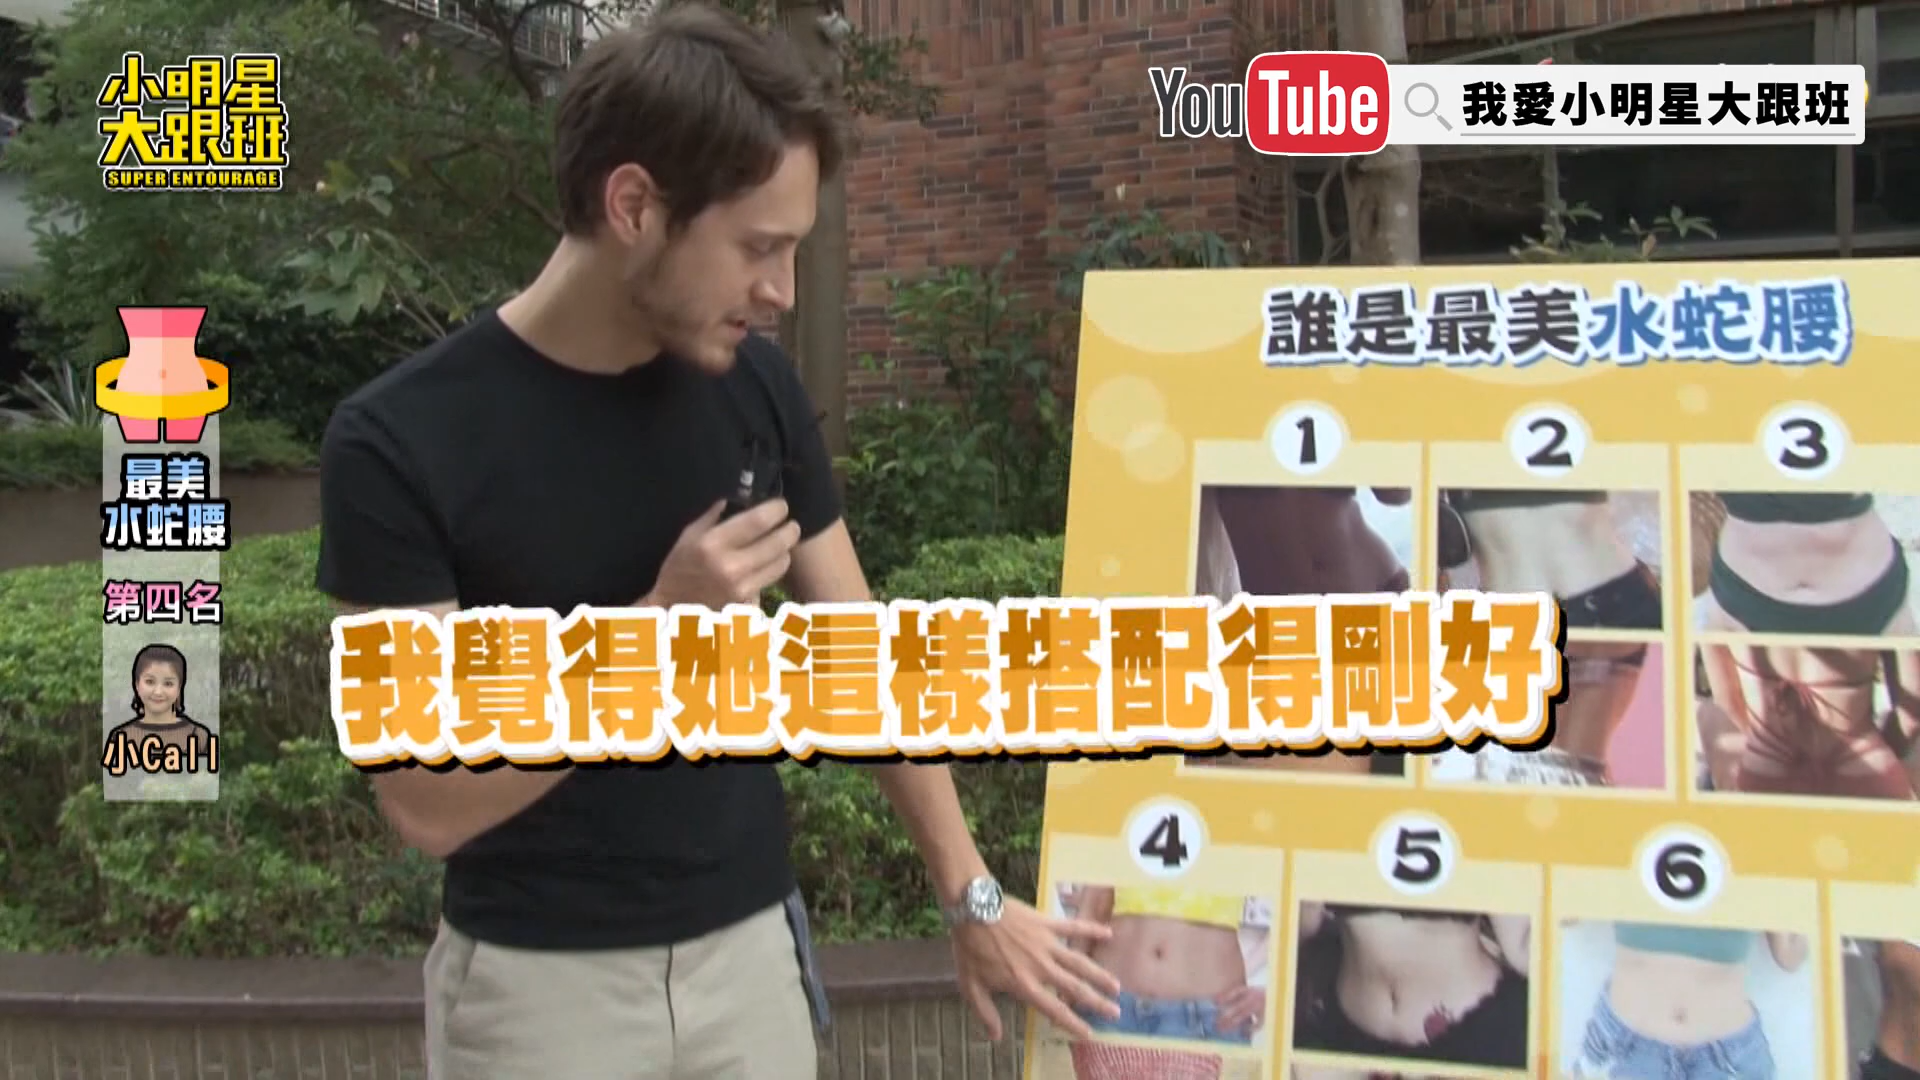 小明星
大跟班
SUPER ENTOURAGE
YouTube 我愛小明星大跟班
誰是最美水蛇腰
1 2 3
最美
水蛇腰
第四名
小Call
我覺得她這樣搭配得剛好
4 5 6